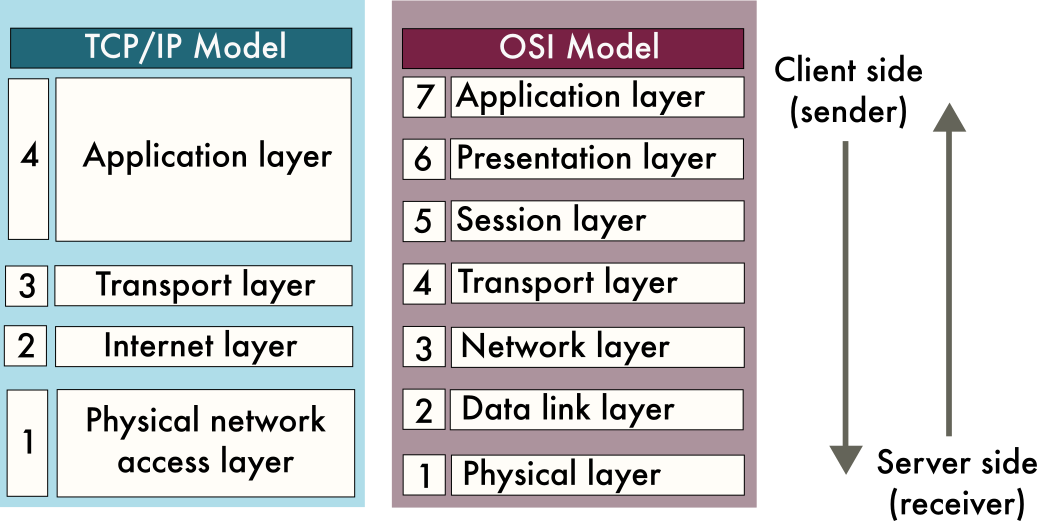 TCP/IP Model
4
Application layer
3
Transport layer
2
Internet layer
1
Physical network
access layer
OSI Model
7
Application layer
6
Presentation layer
5
Session layer
4
Transport layer
3
Network layer
2
Data link layer
1
Physical layer
Client side
(sender)
Server side
(receiver)